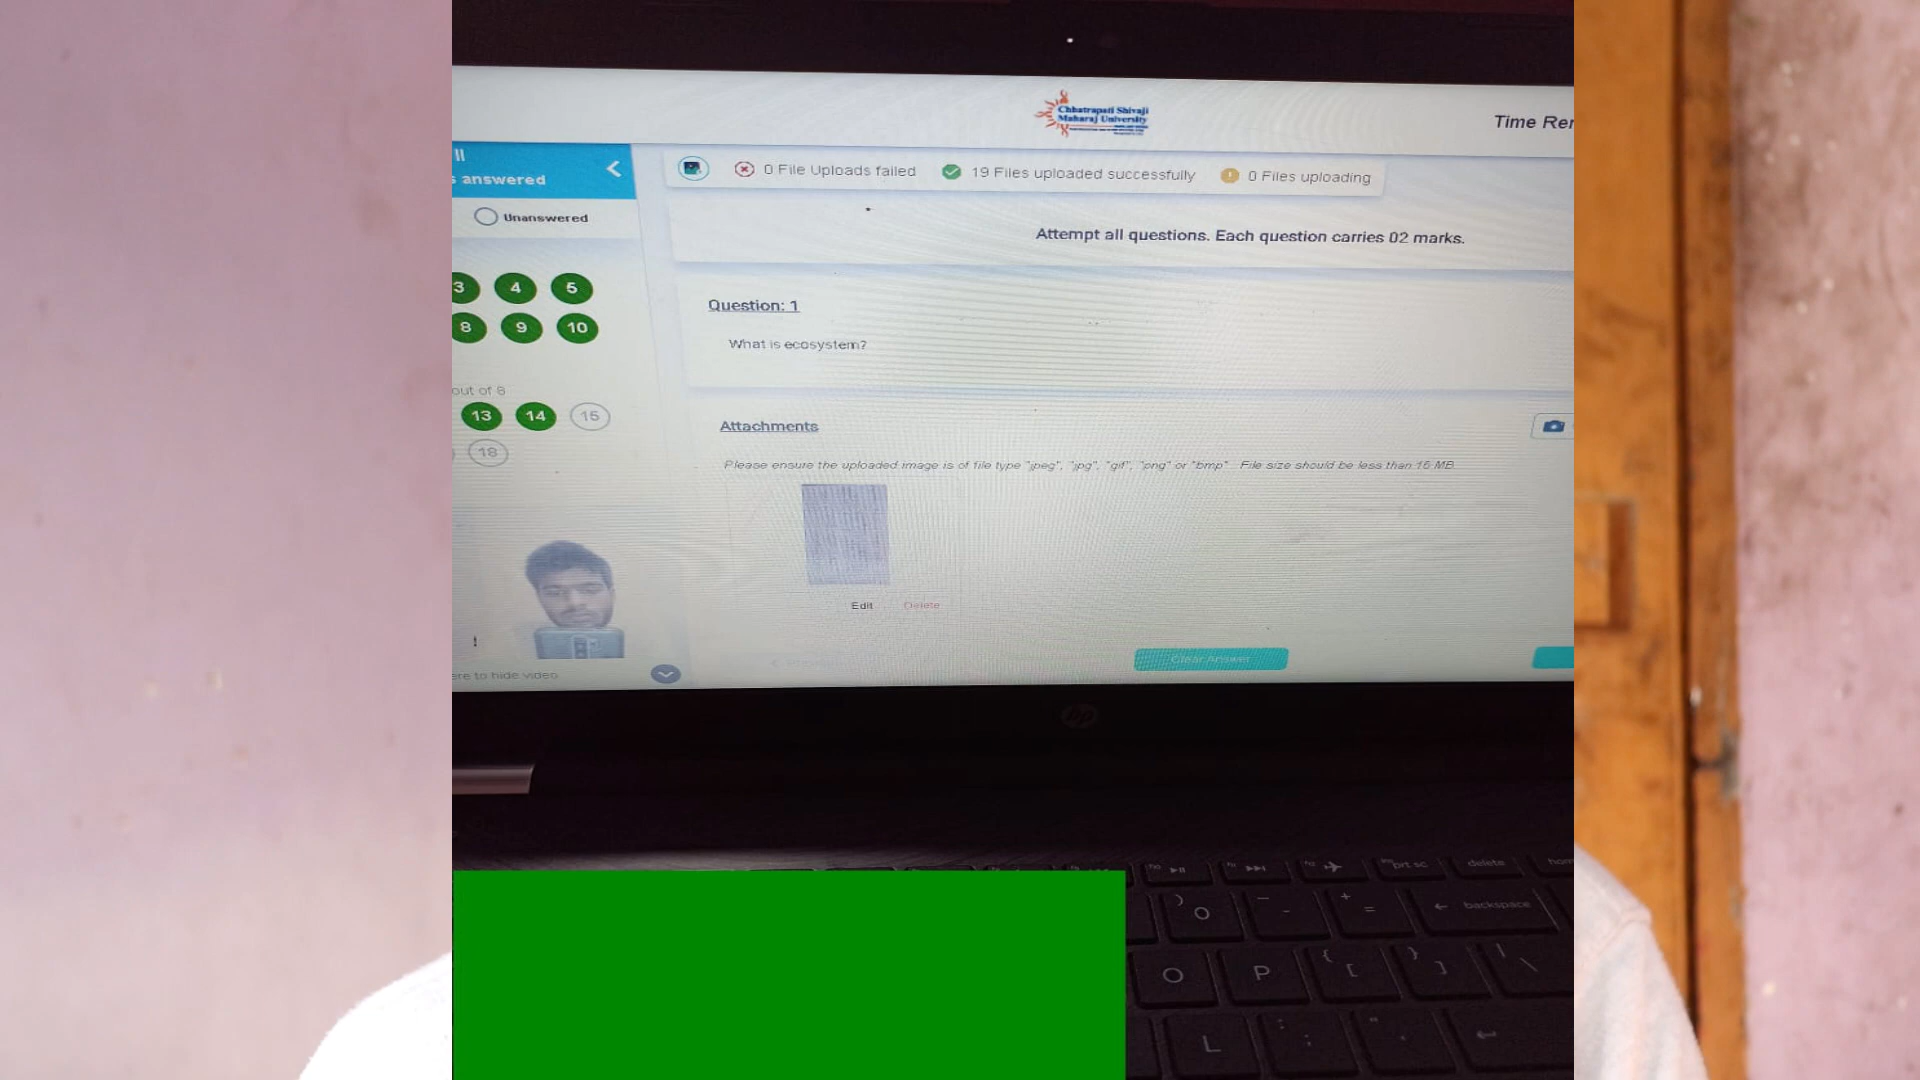 Chhatrapati Shivaji
Maharaj University
Time Rer
II
s answered
0 File Uploads failed
19 Files uploaded successfully
0 Files uploading
Unanswered
Attempt all questions. Each question carries 02 marks.
3 4 5
8 9 10
Question: 1
What is ecosystem?
out of 8
13 14 15
18
Attachments
Please ensure the uploaded image is of file type "jpeg", "jpg", "gif", "png" or "bmp". File size should be less than 15 MB
Edit Delete
Clear Answer
ere to hide video
hp
prt sc delete hom
) O - + = backspace
O P { [ } ] | \
L : ; " '